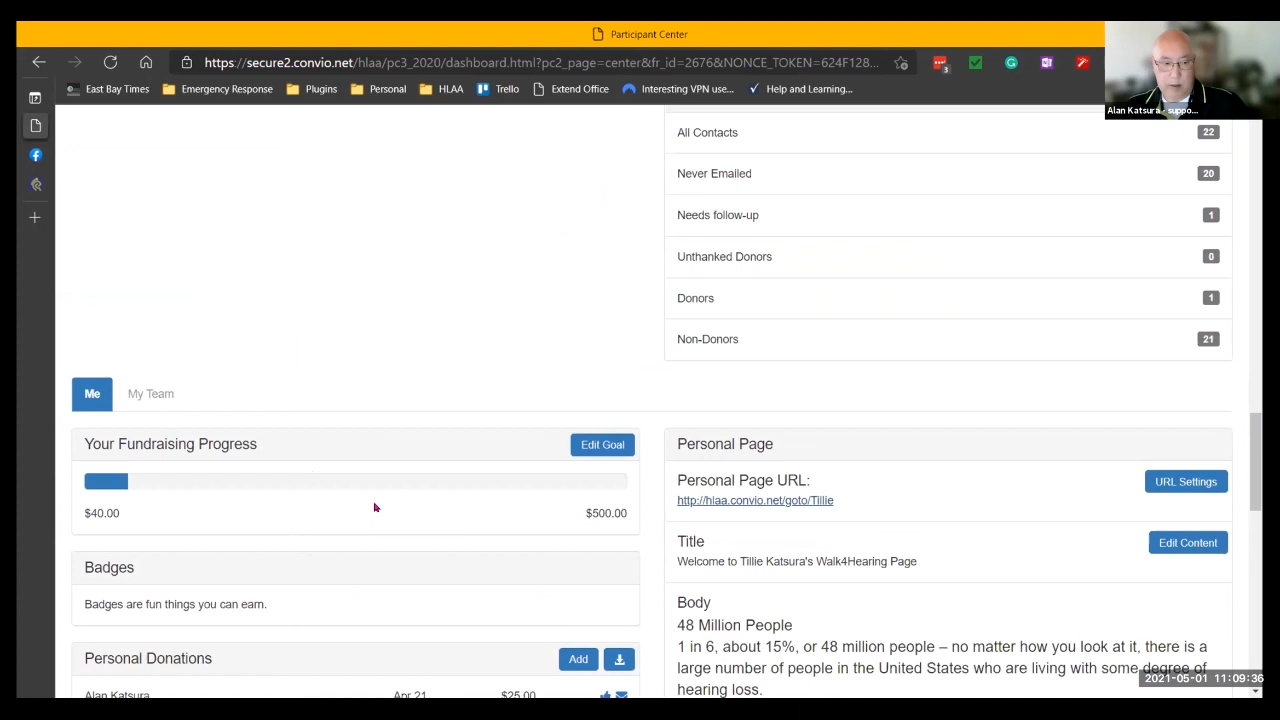 Participant Center
https://secure2.convio.net/hlaa/pc3_2020/dashboard.html?pc2_page=center&fr_id=2676&NONCE_TOKEN=624F128...
3
East Bay Times
Emergency Response
Plugins
Personal
HLAA
Trello
Extend Office
Interesting VPN use...
Help and Learning...
Alan Katsura - suppo...
All Contacts 22
Never Emailed 20
Needs follow-up 1
Unthanked Donors 0
Donors 1
Non-Donors 21
Me My Team
Your Fundraising Progress Edit Goal
$40.00 $500.00
Badges
Badges are fun things you can earn.
Personal Donations Add
Alan Katsura Apr 21 $25.00
Personal Page
Personal Page URL: URL Settings
http://hlaa.convio.net/goto/Tillie
Title Edit Content
Welcome to Tillie Katsura's Walk4Hearing Page
Body
48 Million People
1 in 6, about 15%, or 48 million people – no matter how you look at it, there is a
large number of people in the United States who are living with some degree of
hearing loss.
2021-05-01 11:09:36